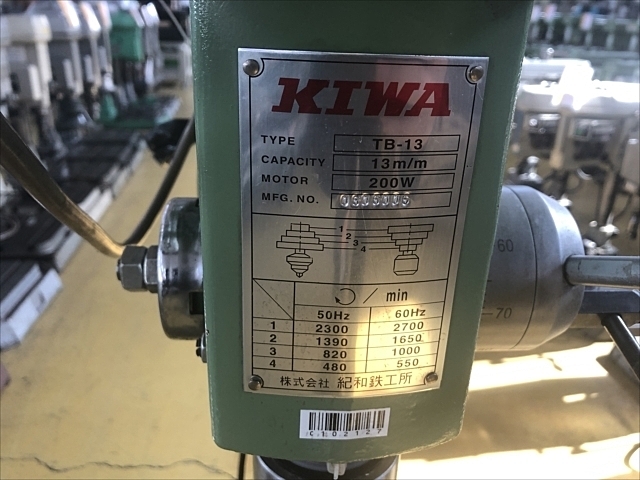 KIWA
TYPE TB-13
CAPACITY 13m/m
MOTOR 200W
MFG. NO. 0603005
1
2
3
4
↻ / min
50Hz 60Hz
1 2300 2700
2 1390 1650
3 820 1000
4 480 550
株式会社 紀和鉄工所
C102127
60
70